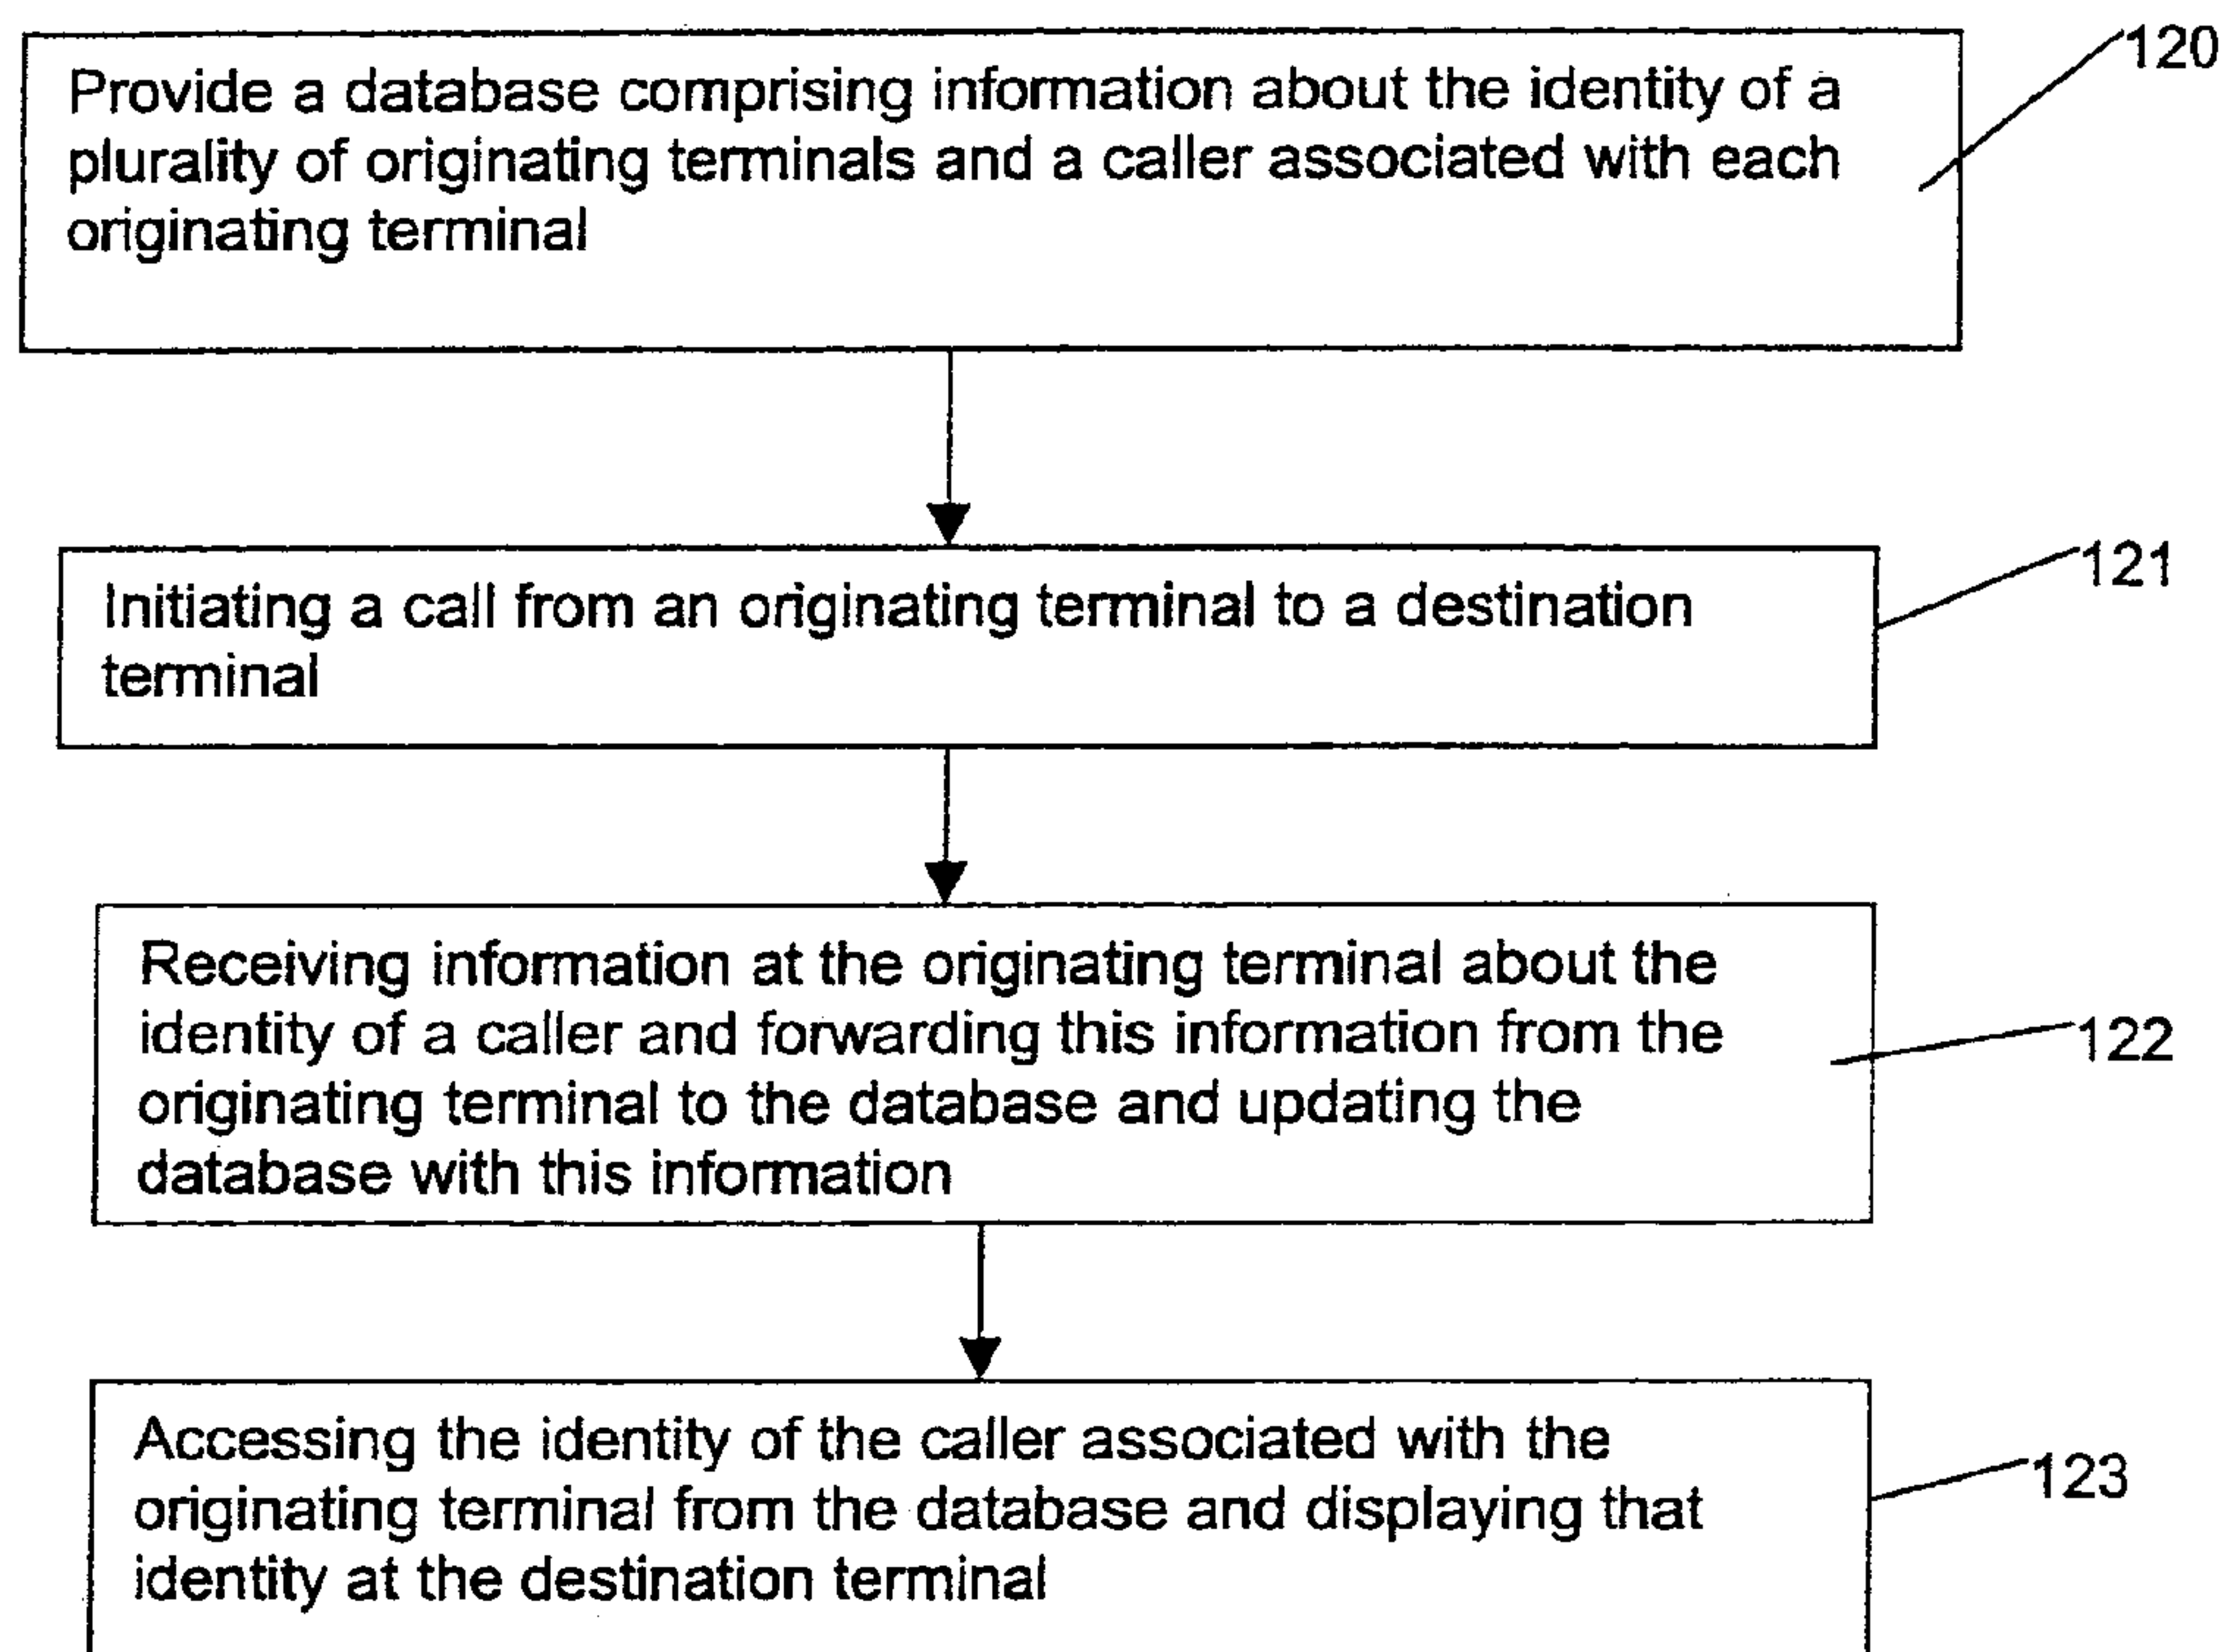 Provide a database comprising information about the identity of a
plurality of originating terminals and a caller associated with each
originating terminal
120
Initiating a call from an originating terminal to a destination
terminal
121
Receiving information at the originating terminal about the
identity of a caller and forwarding this information from the
originating terminal to the database and updating the
database with this information
122
Accessing the identity of the caller associated with the
originating terminal from the database and displaying that
identity at the destination terminal
123